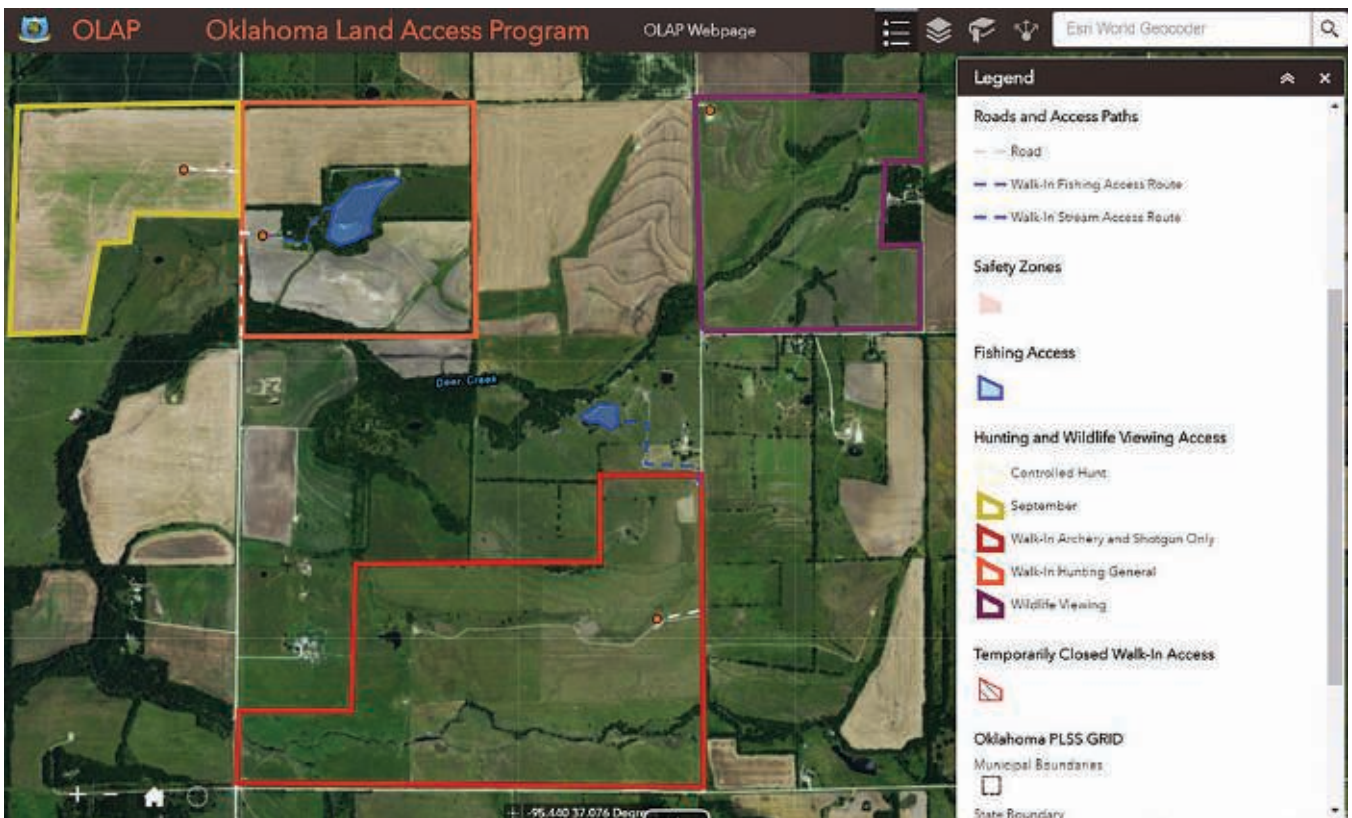 OLAP Oklahoma Land Access Program OLAP Webpage Esri World Geocoder
Legend
Roads and Access Paths
Road
Walk-In Fishing Access Route
Walk-In Stream Access Route
Safety Zones
Fishing Access
Hunting and Wildlife Viewing Access
Controlled Hunt
September
Walk-In Archery and Shotgun Only
Walk-In Hunting General
Wildlife Viewing
Temporarily Closed Walk-In Access
Oklahoma PLSS GRID
Municipal Boundaries
State Boundary
Deer Creek
-95.440 37.076 Degre